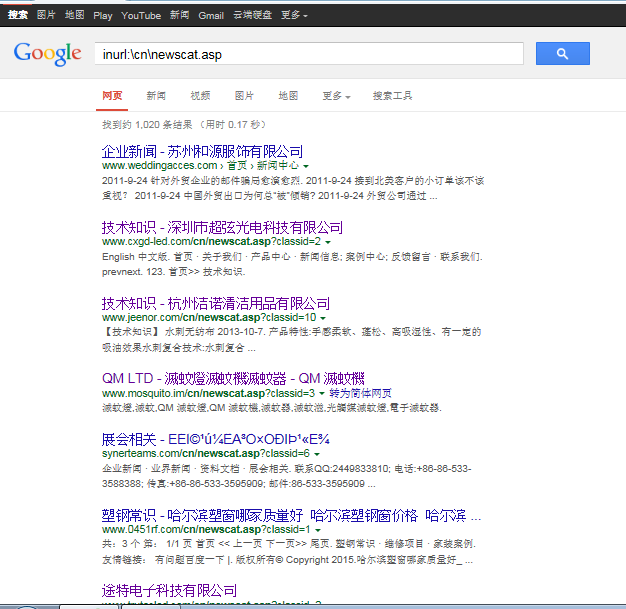 搜索 图片 地图 Play YouTube 新闻 Gmail 云端硬盘 更多
Google inurl:\cn\newscat.asp
网页 新闻 视频 图片 地图 更多 搜索工具
找到约 1,020 条结果 （用时 0.17 秒）
企业新闻 - 苏州和源服饰有限公司
www.weddingacces.com › 首页 › 新闻中心
2011-9-24 针对外贸企业的邮件骗局愈演愈烈. 2011-9-24 接到北美客户的小订单该不该
重视? 2011-9-24 中国外贸出口为何总"被"倾销? 2011-9-24 外贸公司通过 ...
技术知识 - 深圳市超弦光电科技有限公司
www.cxgd-led.com/cn/newscat.asp?classid=2
English 中文版. 首页 · 关于我们 · 产品中心 · 新闻信息; 案例中心; 反馈留言 · 联系我们.
prevnext. 123. 首页>> 技术知识.
技术知识 - 杭州洁诺清洁用品有限公司
www.jeenor.com/cn/newscat.asp?classid=10
【技术知识】 水刺无纺布 2013-10-7. 产品特性:手感柔软、蓬松、高吸湿性、有一定的
吸油效果水刺复合技术:水刺复合 ...
QM LTD - 滅蚊燈滅蚊機滅蚊器 - QM 滅蚊機
www.mosquito.im/cn/newscat.asp?classid=3 转为简体网页
滅蚊燈,滅蚊,QM 滅蚊燈,QM 滅蚊機,滅蚊器,滅蚊燈,光觸媒滅蚊燈,電子滅蚊器.
展会相关 - EEI©¹ú¼EA³O×OÐIÞ¹«E¾
synerteams.com/cn/newscat.asp?classid=6
企业新闻 · 业界新闻 · 资料文档 · 展会相关. 联系QQ:2449833810; 电话:+86-86-533-
3588388; 传真:+86-86-533-3595909; 邮件:86-533-3595909 ...
塑钢常识 - 哈尔滨塑窗哪家质量好 哈尔滨塑钢窗价格 哈尔滨 ...
www.0451rf.com/cn/newscat.asp?classid=1
共: 3 个 第: 1/1 页 首页 << 上一页 下一页>> 尾页. 塑钢常识 · 维修项目 · 家装案例.
友情链接: 有问题百度一下 |. 版权所有© Copyright 2015.哈尔滨塑窗哪家质量好_ ...
途特电子科技有限公司